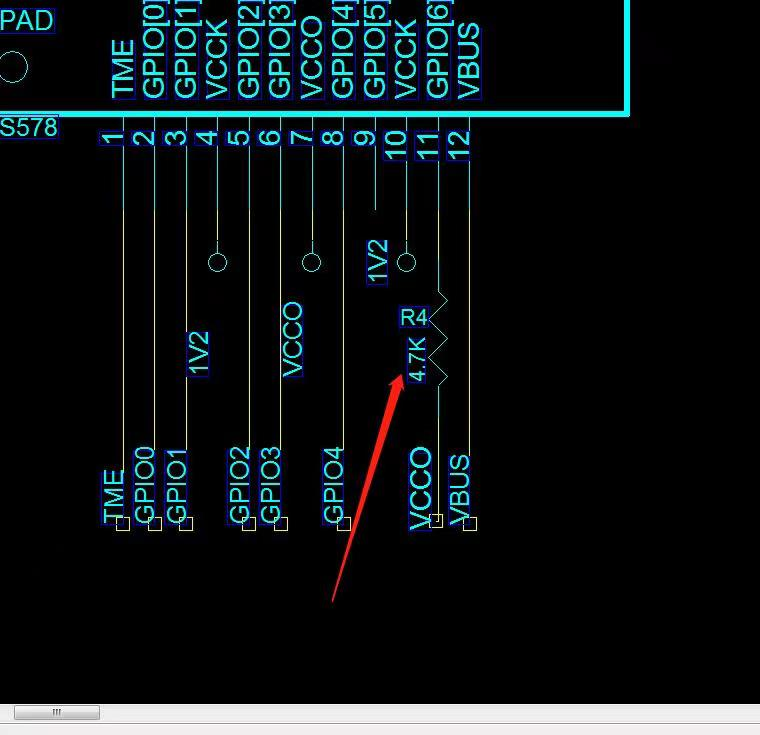 PAD
S578
TME
GPIO[0]
GPIO[1]
VCCK
GPIO[2]
GPIO[3]
VCCO
GPIO[4]
GPIO[5]
VCCK
GPIO[6]
VBUS
1
2
3
4
5
6
7
8
9
10
11
12
1V2
VCCO
1V2
R4
4.7K
TME
GPIO0
GPIO1
GPIO2
GPIO3
GPIO4
VCCO
VBUS